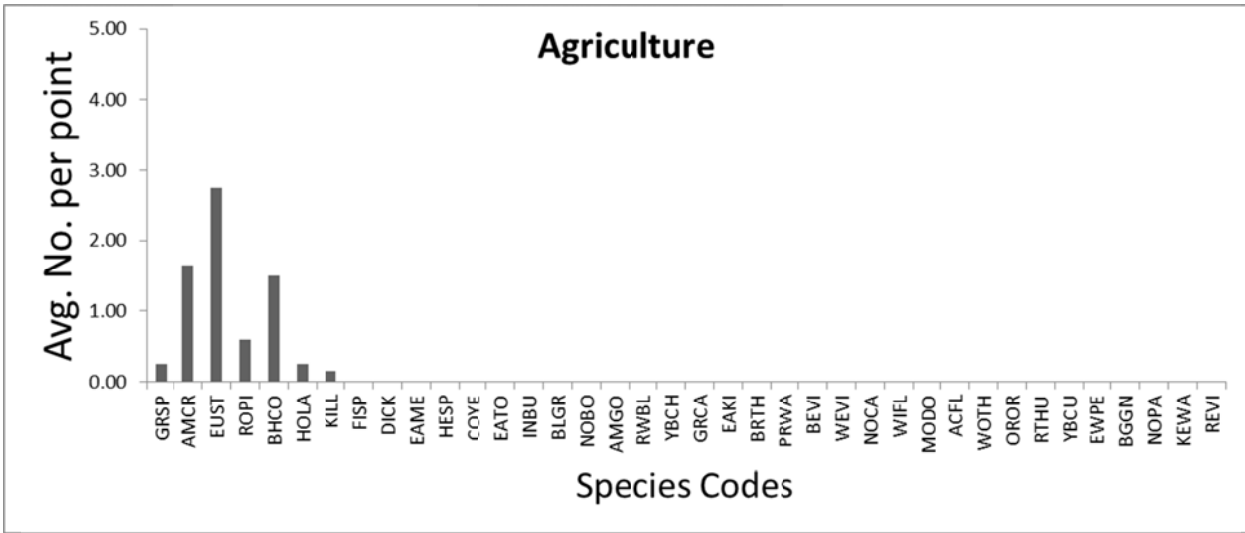 Agriculture
Avg. No. per point
5.00
4.00
3.00
2.00
1.00
0.00
GRSP
AMCR
EUST
ROPI
BHCO
HOLA
KILL
FISP
DICK
EAME
HESP
COYE
EATO
INBU
BLGR
NOBO
AMGO
RWBL
YBCH
GRCA
EAKI
BRTH
PRWA
BEVI
WEVI
NOCA
WIFL
MODO
ACFL
WOTH
OROR
RTHU
YBCU
EWPE
BGGN
NOPA
KEWA
REVI
Species Codes